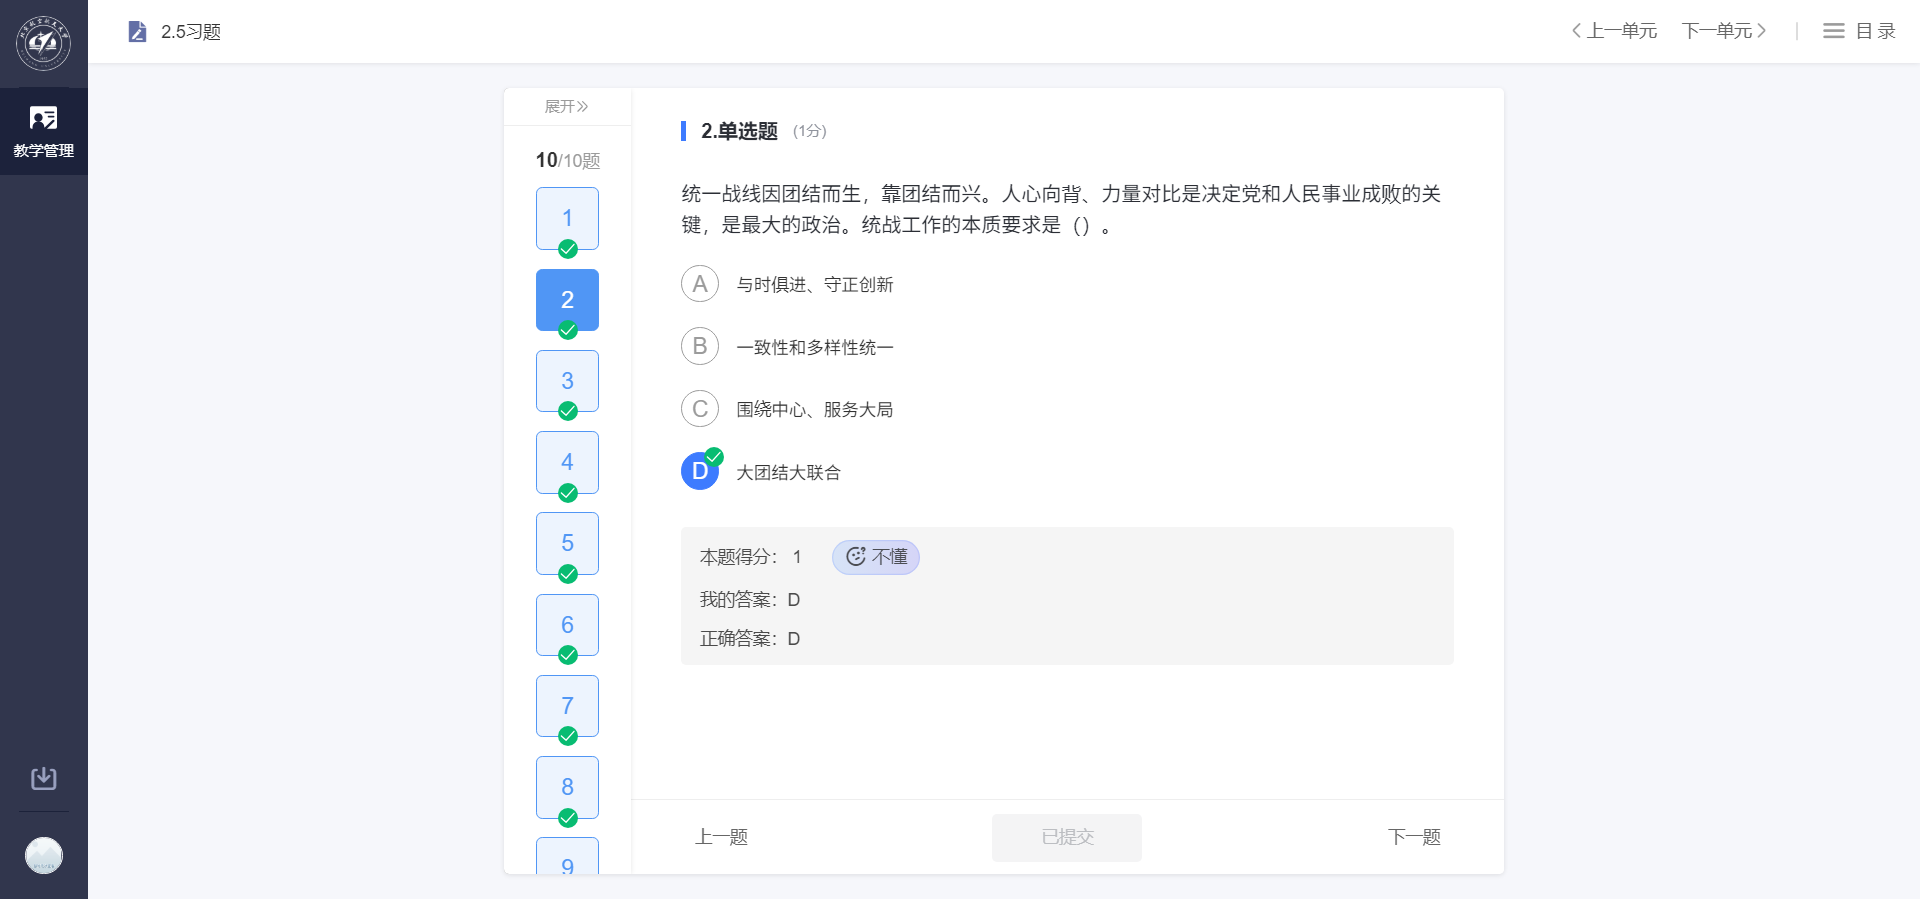 2.5习题
上一单元
下一单元
目录
教学管理
展开
10/10题
1
2
3
4
5
6
7
8
9
2.单选题 (1分)
统一战线因团结而生，靠团结而兴。人心向背、力量对比是决定党和人民事业成败的关
键，是最大的政治。统战工作的本质要求是（）。
A 与时俱进、守正创新
B 一致性和多样性统一
C 围绕中心、服务大局
D 大团结大联合
本题得分： 1 不懂
我的答案：D
正确答案：D
上一题
已提交
下一题